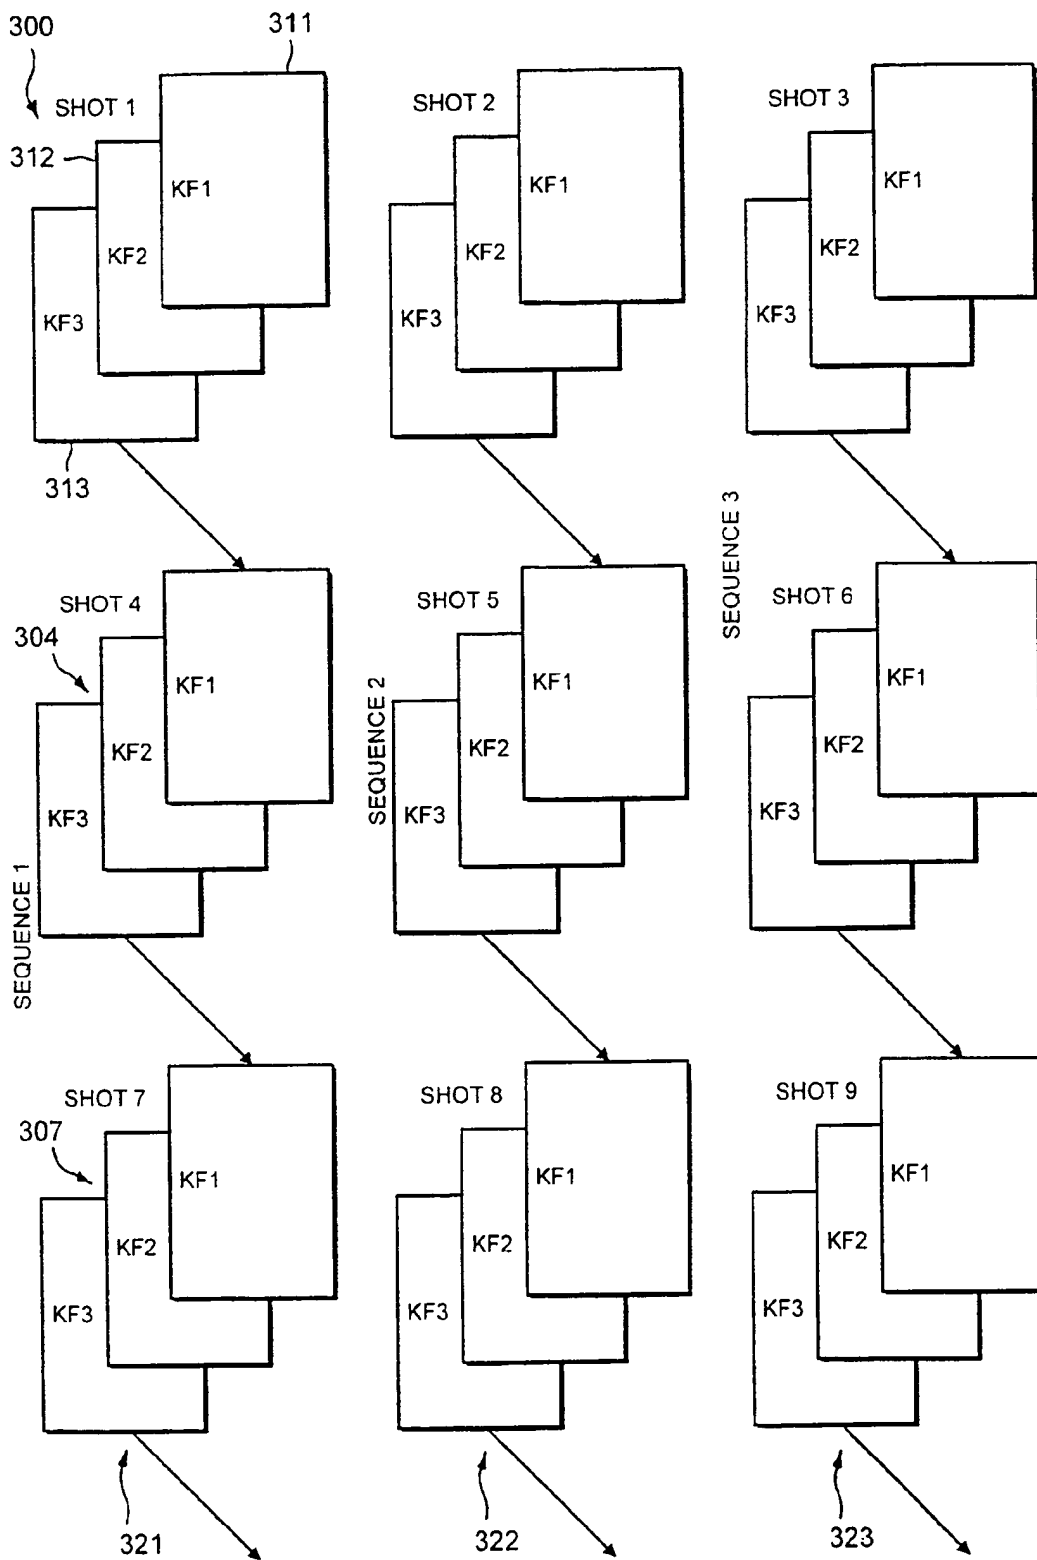 300
311
SHOT 1
SHOT 2
SHOT 3
312
KF1
KF1
KF1
KF2
KF2
KF2
KF3
KF3
KF3
313
SEQUENCE 3
SHOT 4
SHOT 5
SHOT 6
304
KF1
KF1
KF1
SEQUENCE 2
KF2
KF2
KF2
KF3
KF3
KF3
SEQUENCE 1
SHOT 7
SHOT 8
SHOT 9
307
KF1
KF1
KF1
KF2
KF2
KF2
KF3
KF3
KF3
321
322
323